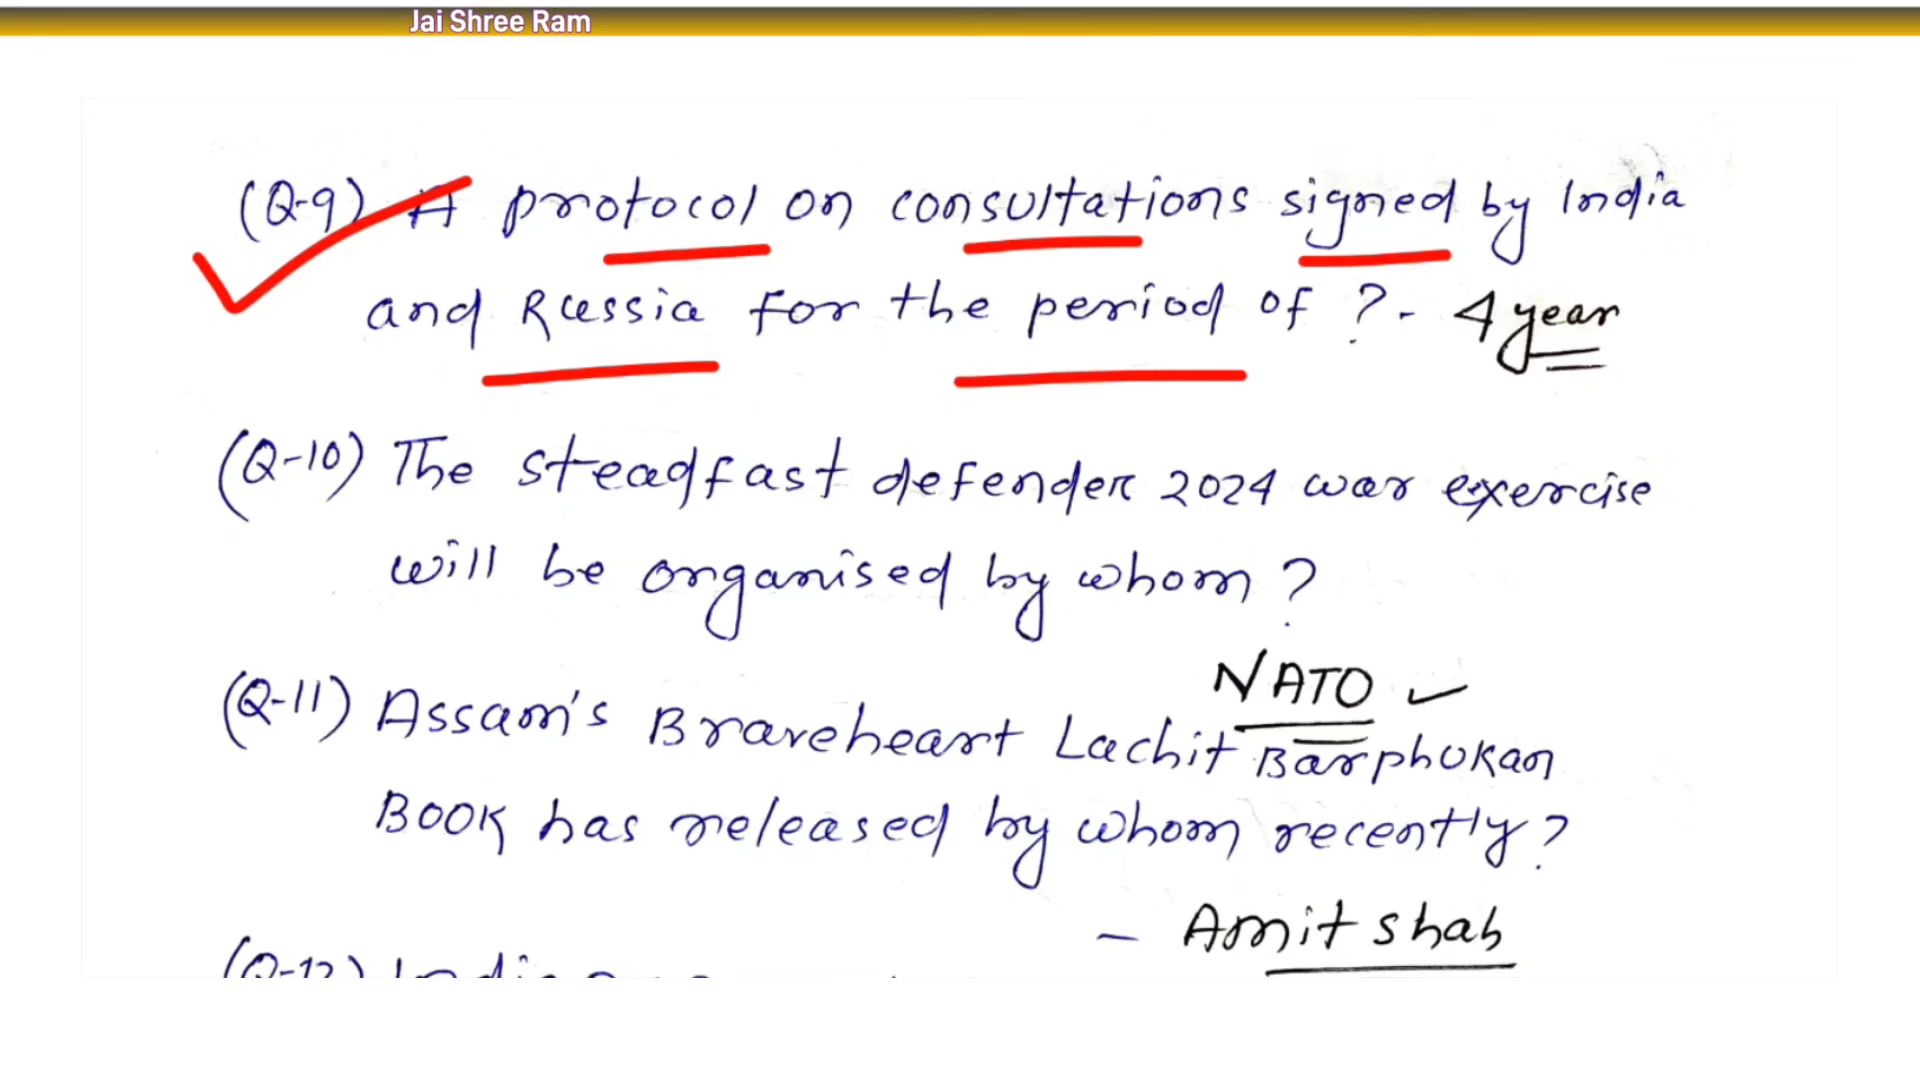 Jai Shree Ram
(Q-9) A protocol on consultations signed by India
and Russia for the period of ? - 4 year
(Q-10) The steadfast defender 2024 war exercise
will be organised by whom ?
NATO
(Q-11) Assam's Braveheart Lachit Barphukan
Book has released by whom recently ?
- Amit shah
(Q-12)